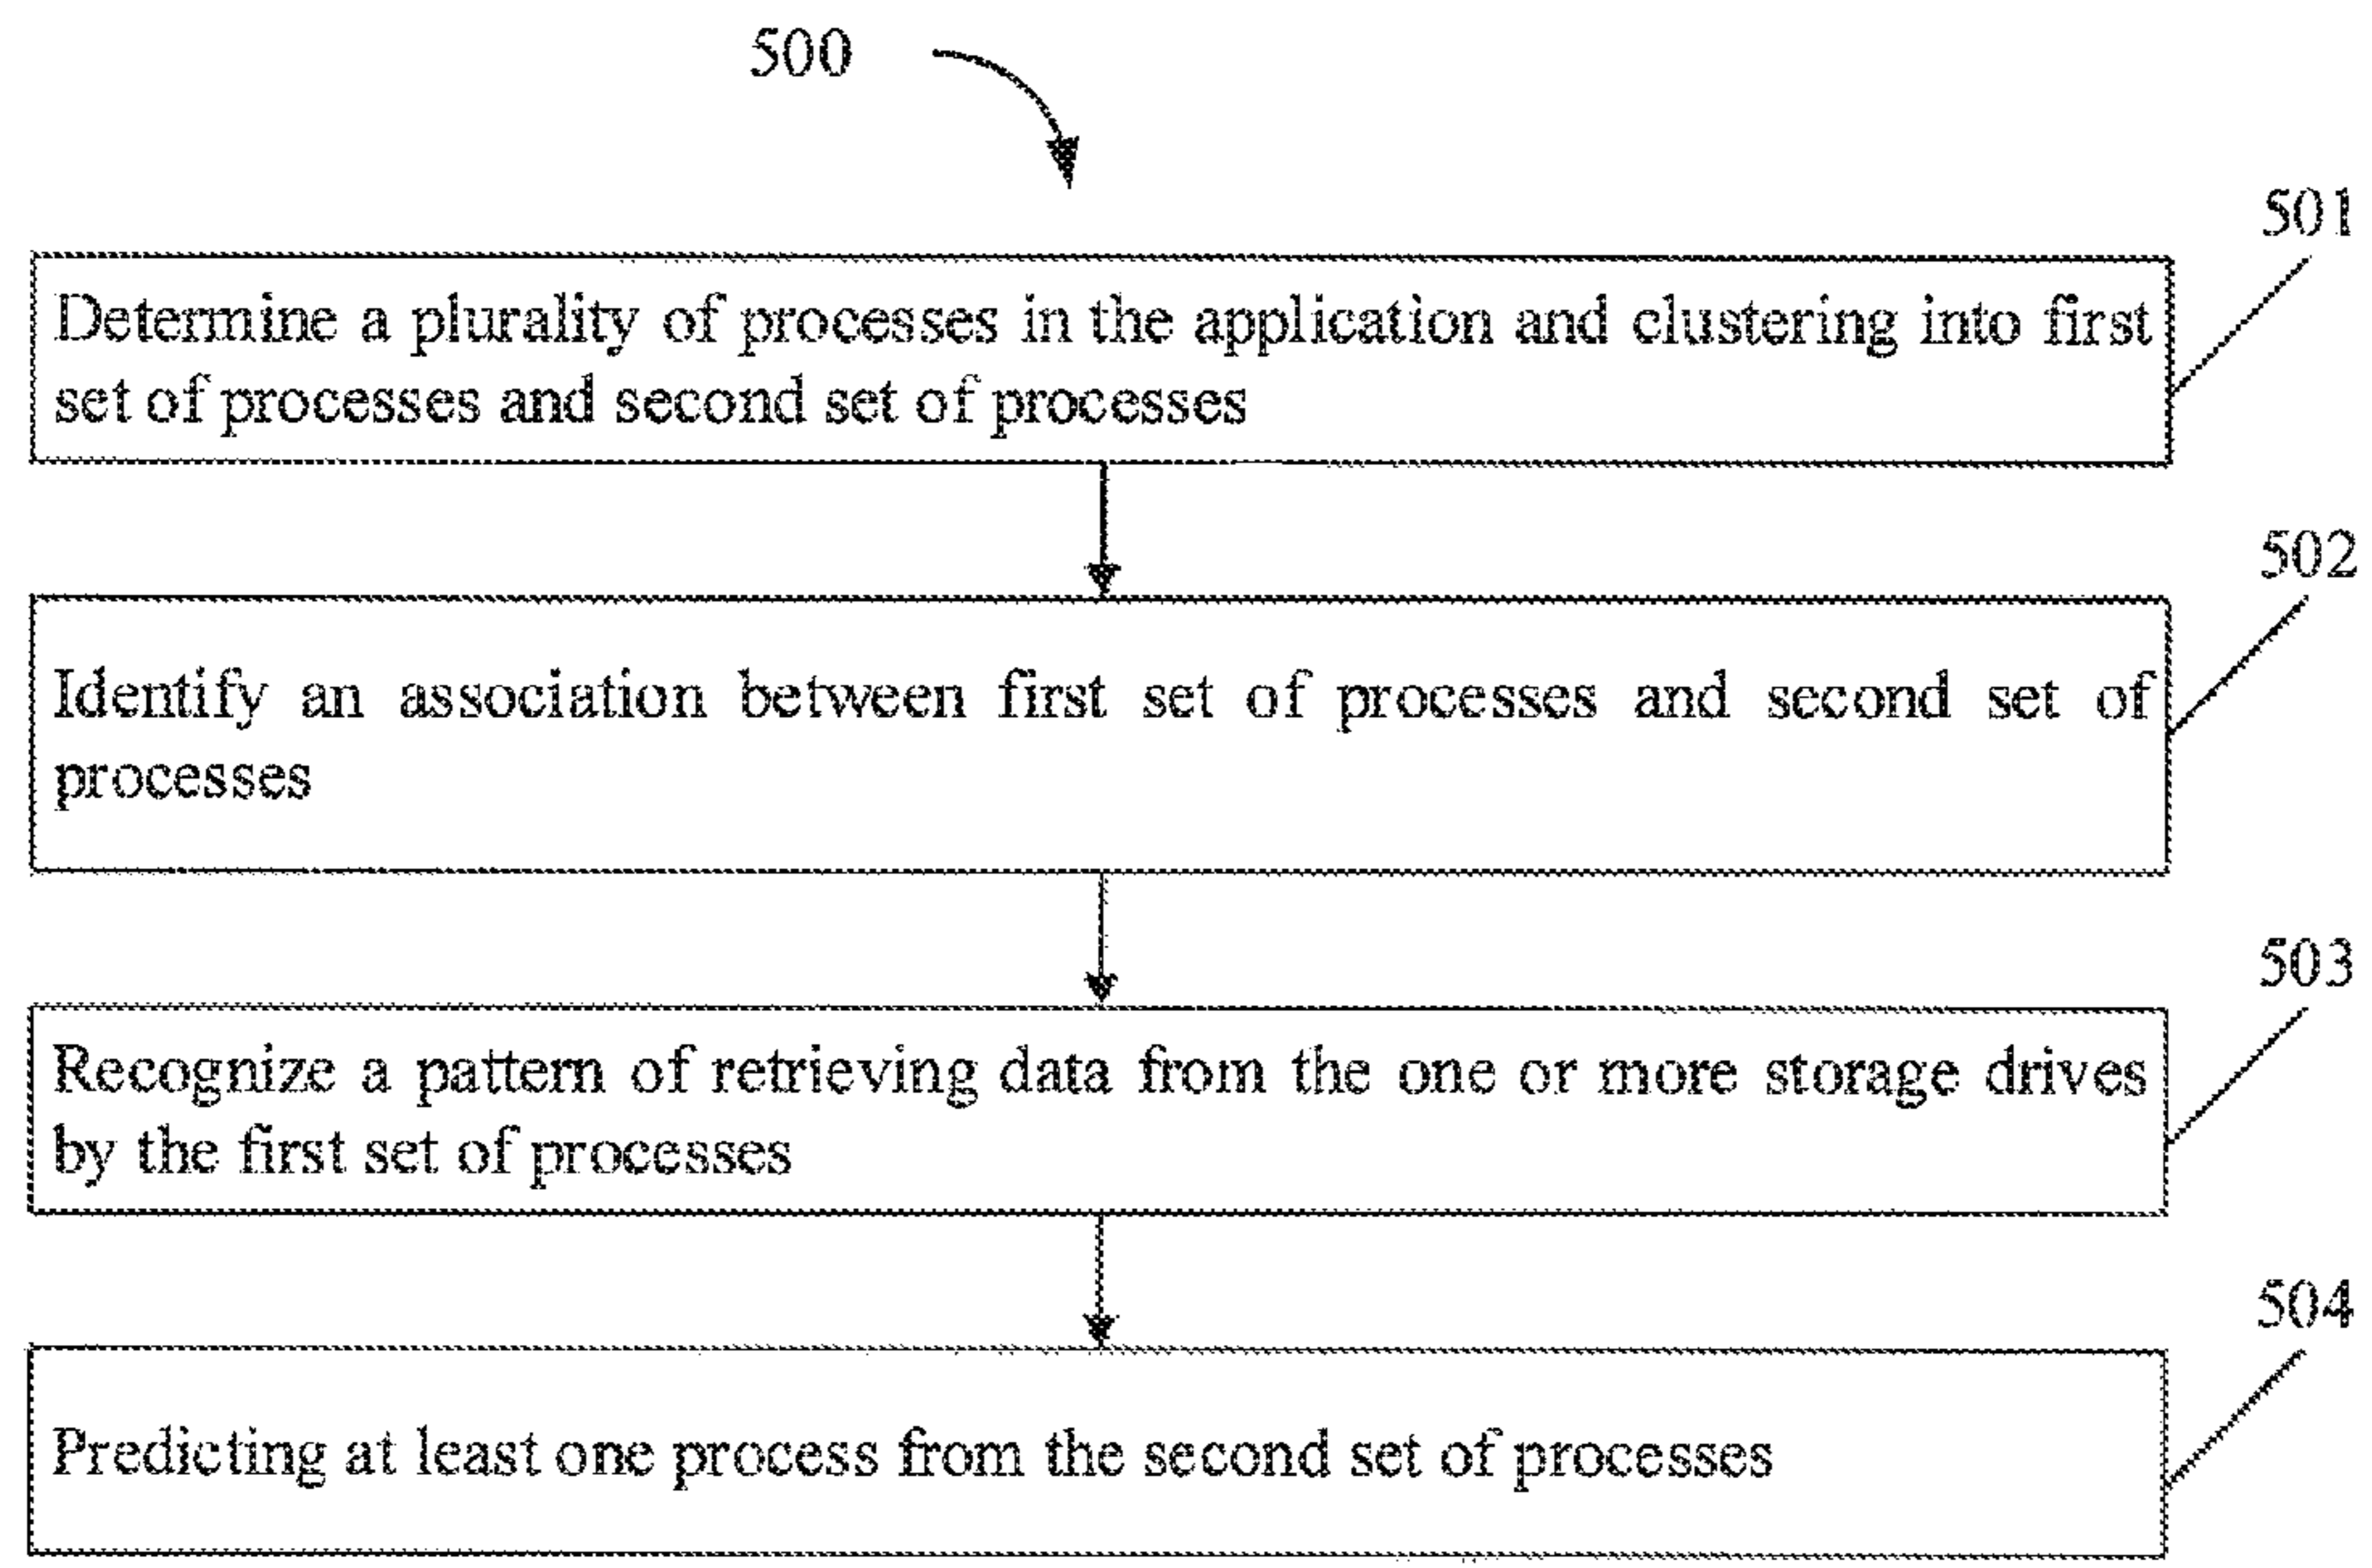 500
501
Determine a plurality of processes in the application and clustering into first
set of processes and second set of processes
502
Identify an association between first set of processes and second set of
processes
503
Recognize a pattern of retrieving data from the one or more storage drives
by the first set of processes
504
Predicting at least one process from the second set of processes